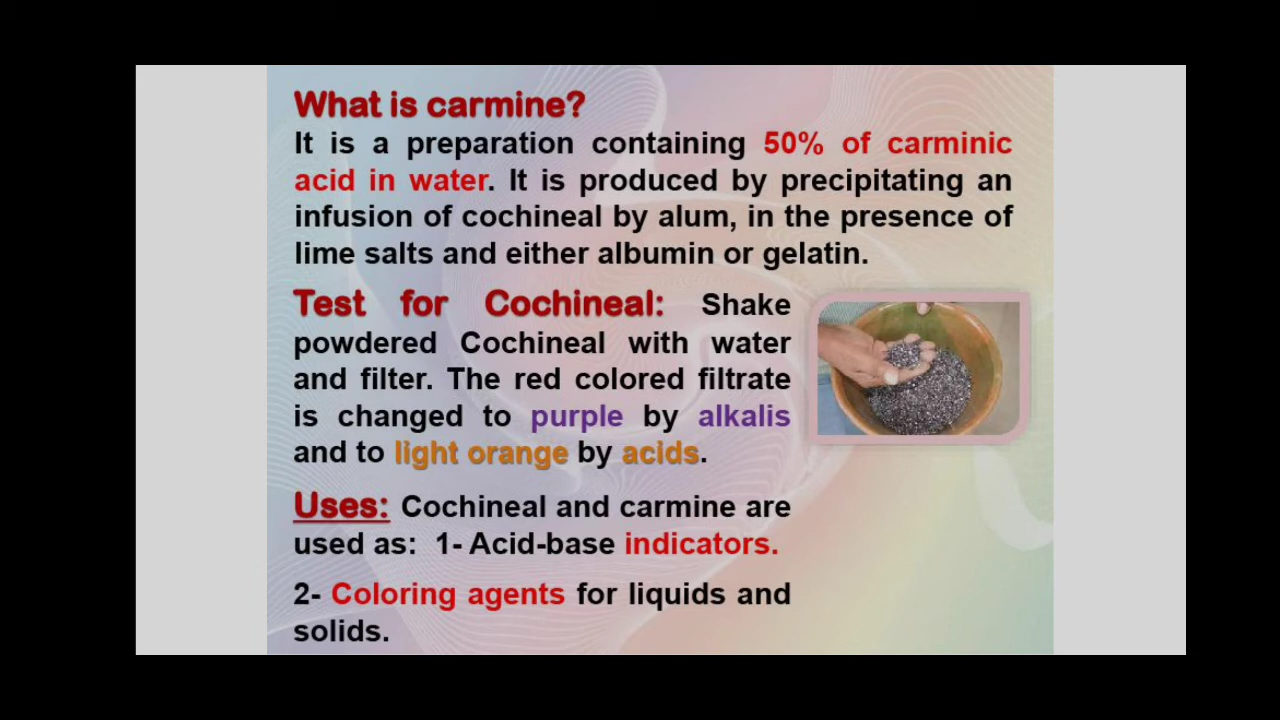 What is carmine?
It is a preparation containing 50% of carminic
acid in water. It is produced by precipitating an
infusion of cochineal by alum, in the presence of
lime salts and either albumin or gelatin.
Test for Cochineal: Shake
powdered Cochineal with water
and filter. The red colored filtrate
is changed to purple by alkalis
and to light orange by acids.
Uses: Cochineal and carmine are
used as: 1- Acid-base indicators.
2- Coloring agents for liquids and
solids.